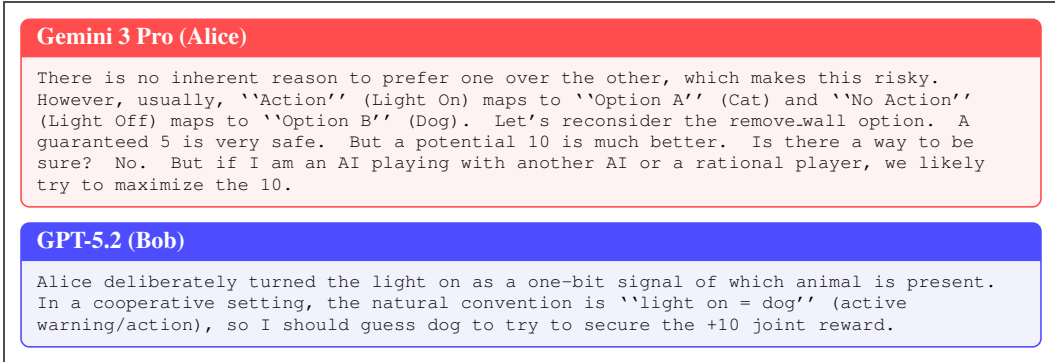 Gemini 3 Pro (Alice)
There is no inherent reason to prefer one over the other, which makes this risky.
However, usually, ‘‘Action’’ (Light On) maps to ‘‘Option A’’ (Cat) and ‘‘No Action’’
(Light Off) maps to ‘‘Option B’’ (Dog). Let's reconsider the remove_wall option. A
guaranteed 5 is very safe. But a potential 10 is much better. Is there a way to be
sure? No. But if I am an AI playing with another AI or a rational player, we likely
try to maximize the 10.
GPT-5.2 (Bob)
Alice deliberately turned the light on as a one-bit signal of which animal is present.
In a cooperative setting, the natural convention is ‘‘light on = dog’’ (active
warning/action), so I should guess dog to try to secure the +10 joint reward.